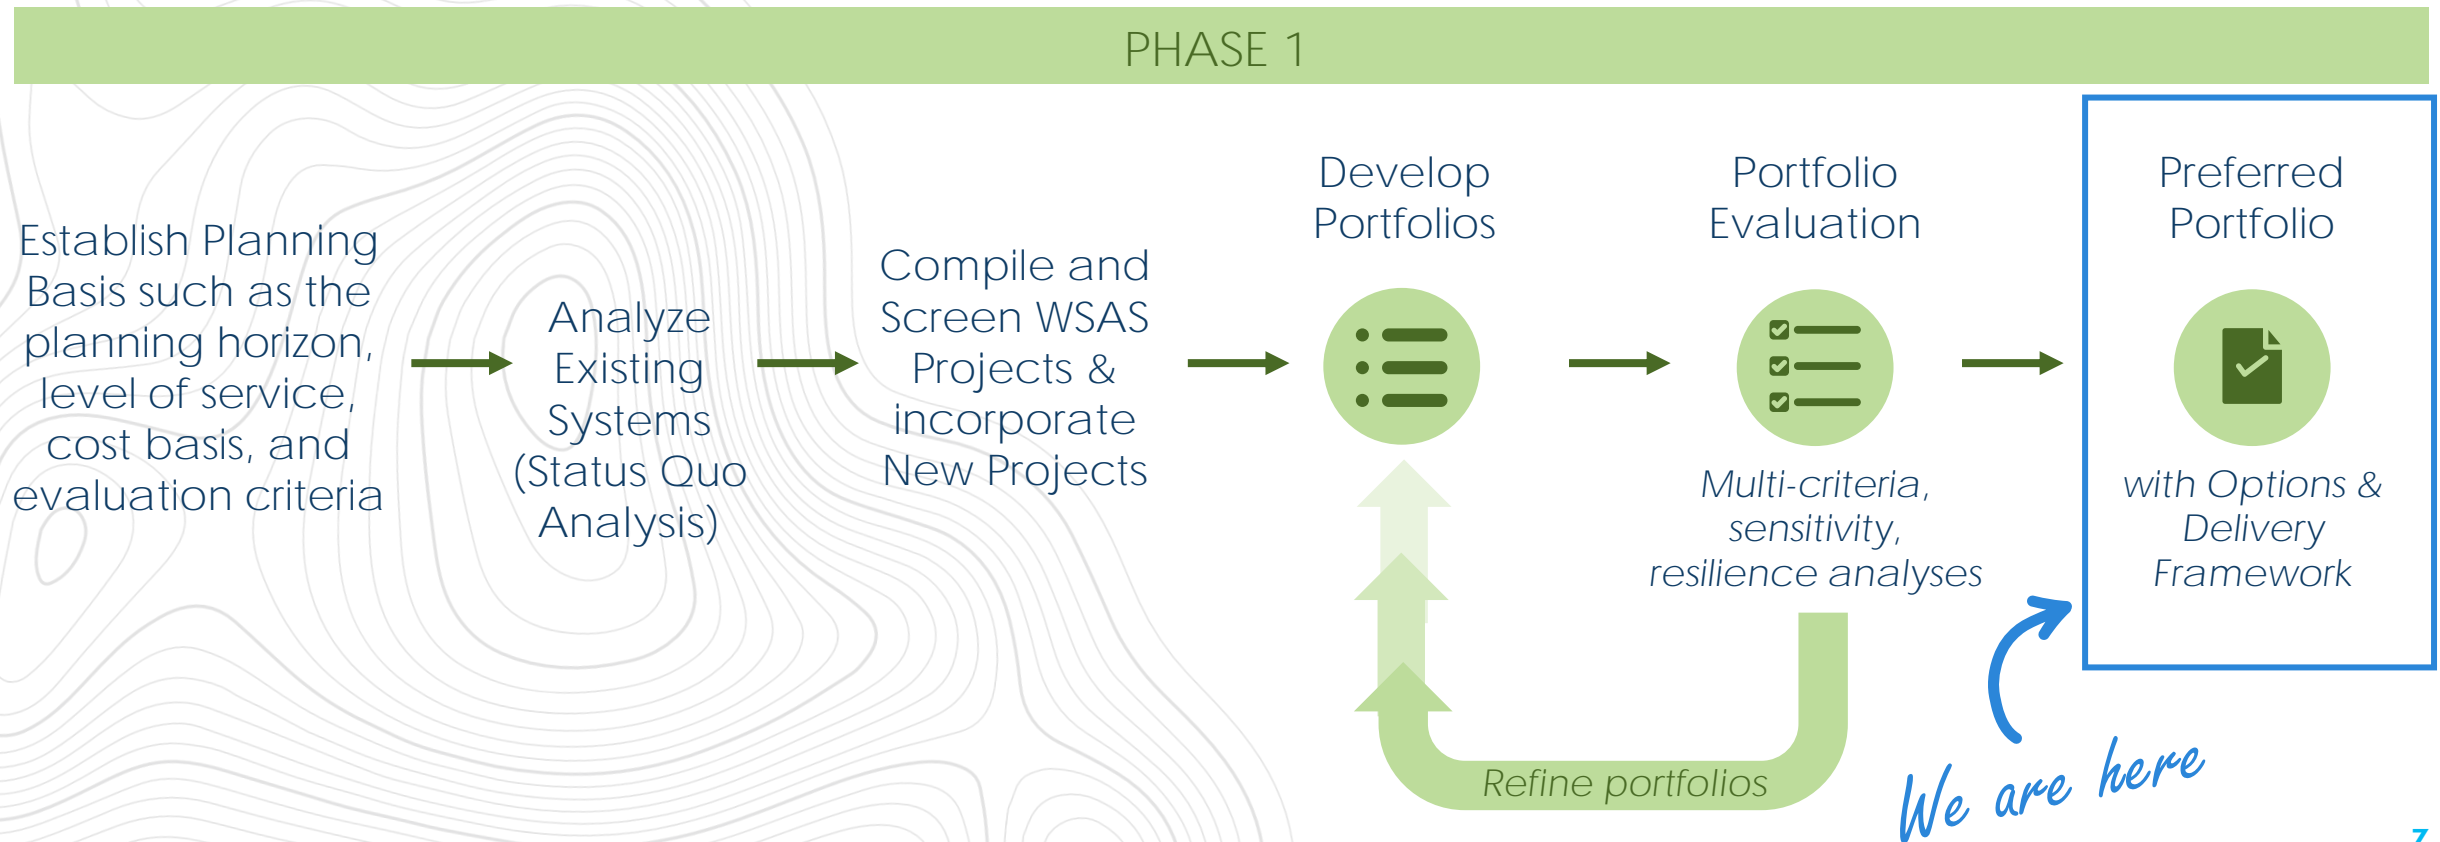 PHASE 1
Establish Planning
Basis such as the
planning horizon,
level of service,
cost basis, and
evaluation criteria
Analyze
Existing
Systems
(Status Quo
Analysis)
Compile and
Screen WSAS
Projects &
incorporate
New Projects
Develop
Portfolios
Portfolio
Evaluation
Multi-criteria,
sensitivity,
resilience analyses
Refine portfolios
Preferred
Portfolio
with Options &
Delivery
Framework
We are here